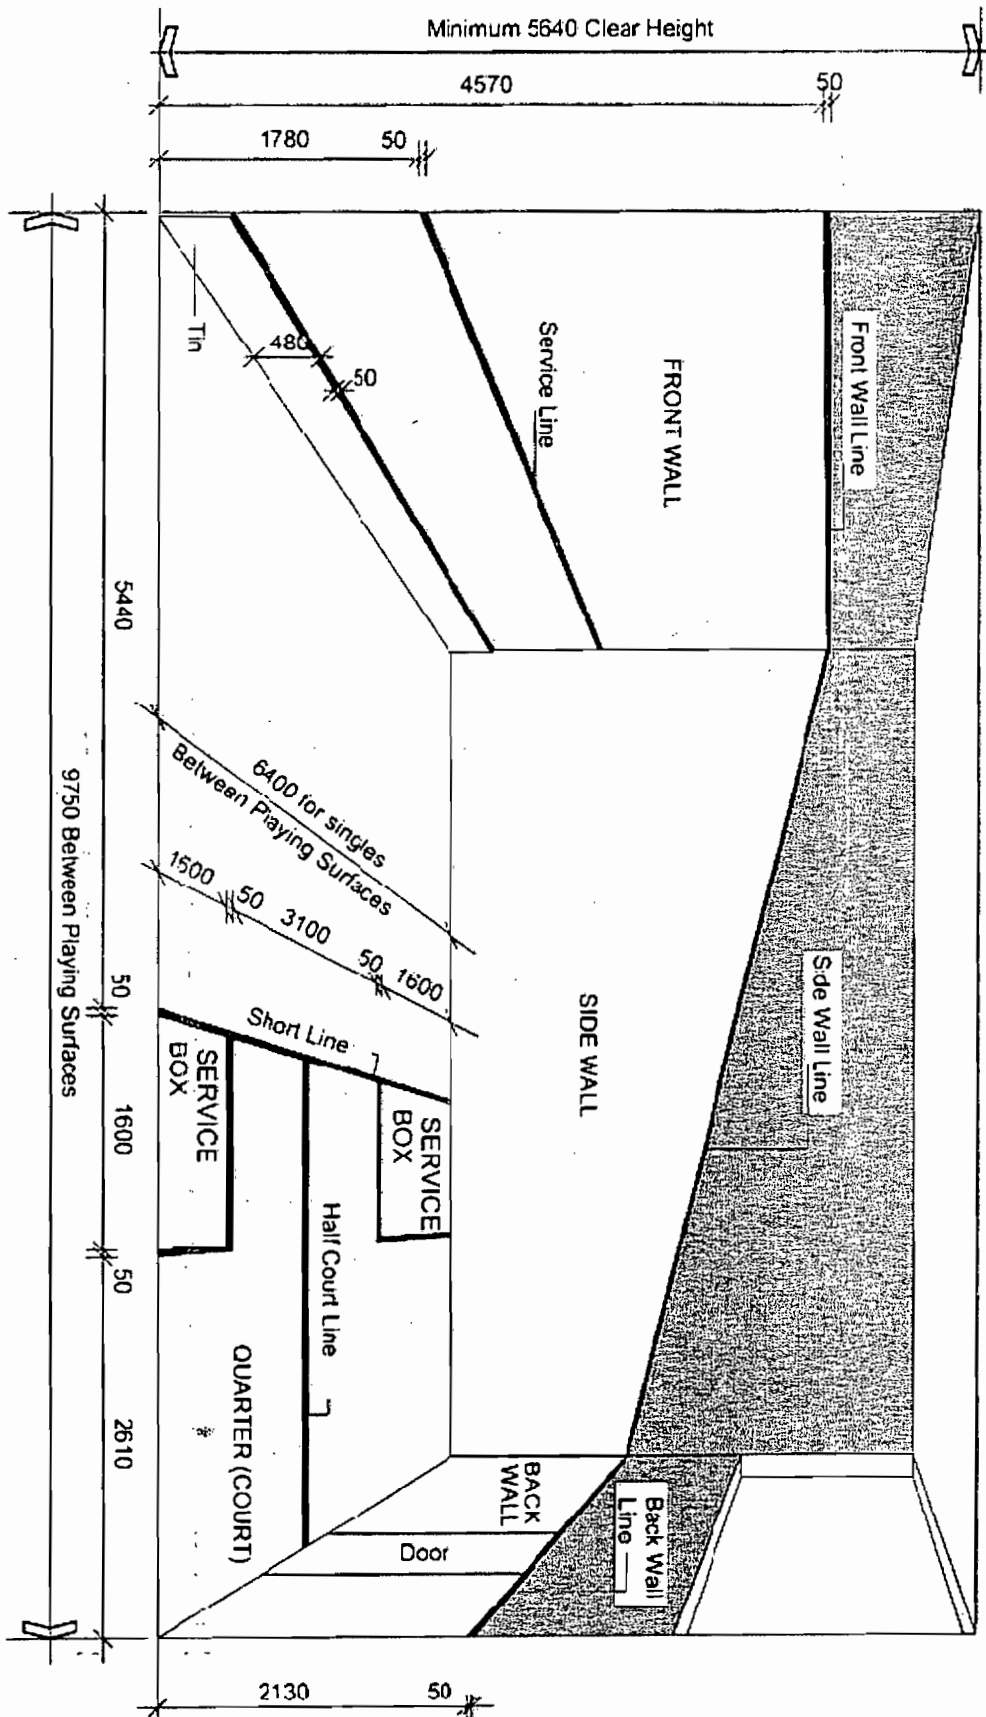 Minimum 5640 Clear Height
4570
50
1780
50
Front Wall Line
FRONT WALL
Service Line
Tin
480
50
5440
6400 for singles
Between Playing Surfaces
1500
50
3100
50
1600
Side Wall Line
SIDE WALL
Short Line
50
9750 Between Playing Surfaces
SERVICE
BOX
SERVICE
BOX
1600
Half Court Line
50
QUARTER (COURT)
2610
BACK
WALL
Door
Back Wall
Line
2130
50